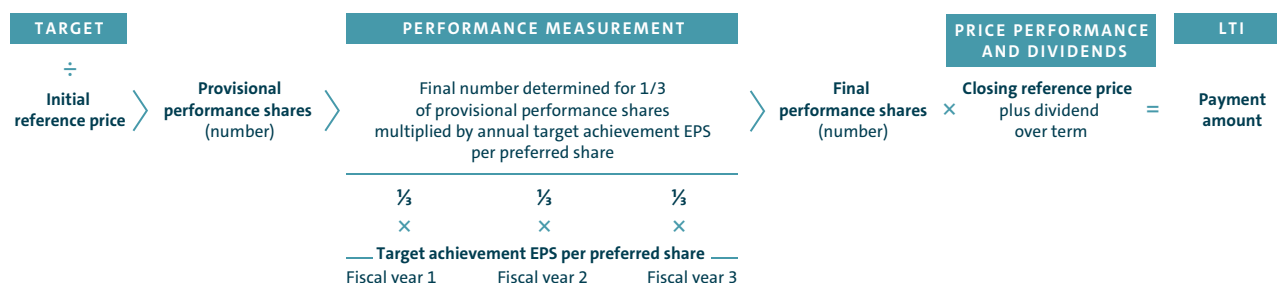 TARGET
÷
Initial
reference price
Provisional
performance shares
(number)
PERFORMANCE MEASUREMENT
Final number determined for 1/3
of provisional performance shares
multiplied by annual target achievement EPS
per preferred share
⅓ ⅓ ⅓
× × ×
Target achievement EPS per preferred share
Fiscal year 1 Fiscal year 2 Fiscal year 3
Final
performance shares
(number)
×
PRICE PERFORMANCE
AND DIVIDENDS
Closing reference price
plus dividend
over term
=
LTI
Payment
amount